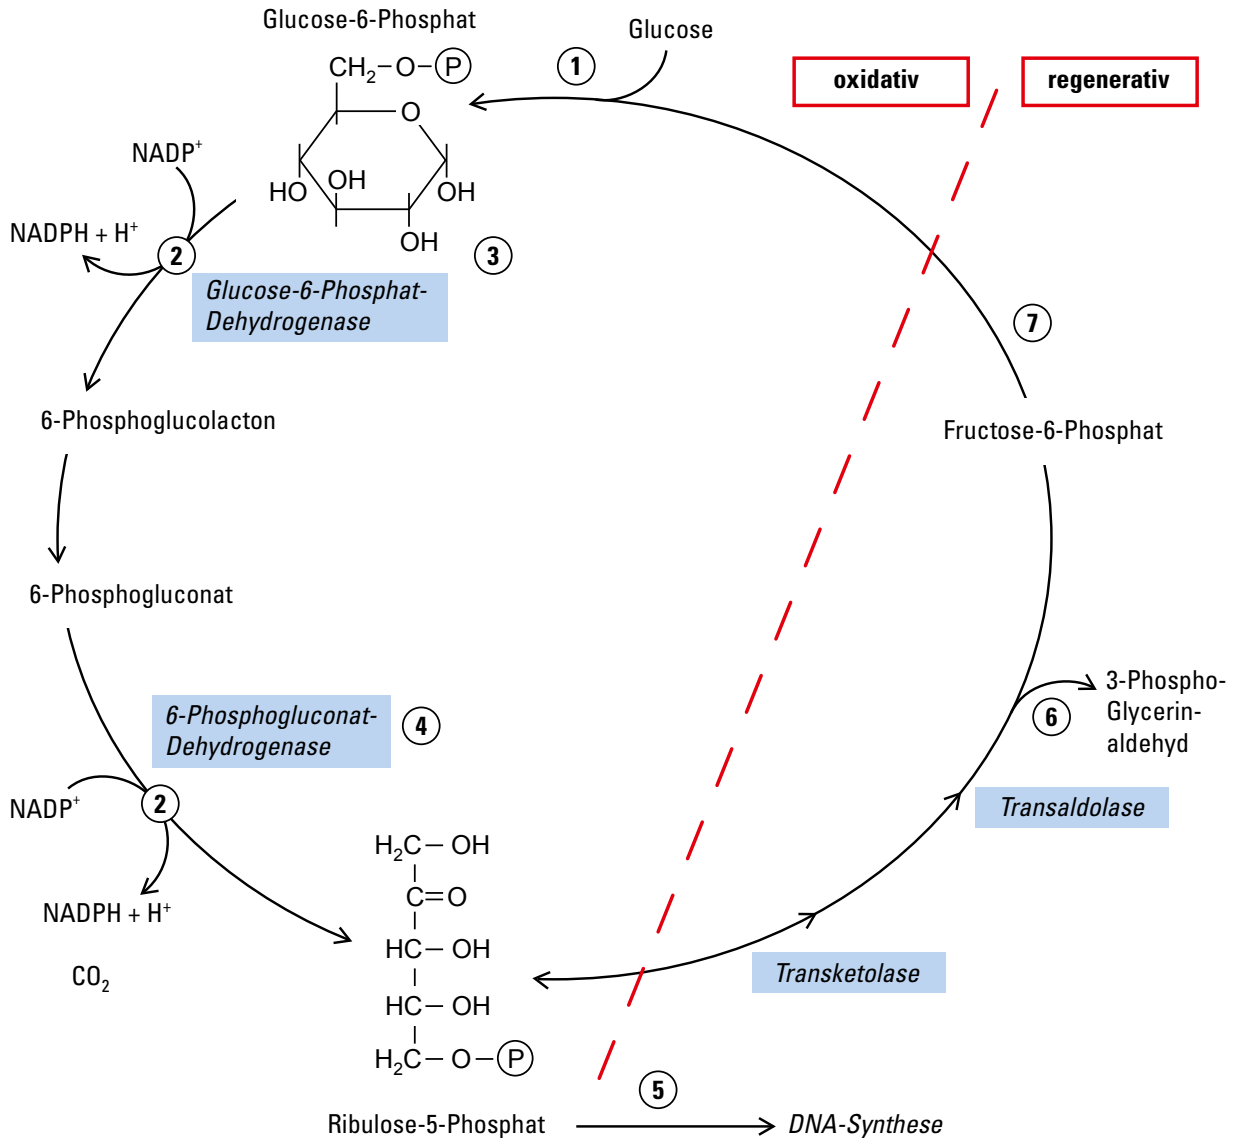 Glucose-6-Phosphat
Glucose
1
oxidativ
regenerativ
CH₂–O–P
O
HO
OH
OH
OH
NADP⁺
NADPH + H⁺
2
3
Glucose-6-Phosphat-
Dehydrogenase
7
6-Phosphoglucolacton
Fructose-6-Phosphat
6-Phosphogluconat
6-Phosphogluconat-
Dehydrogenase
4
3-Phospho-
Glycerin-
aldehyd
6
Transaldolase
NADP⁺
2
NADPH + H⁺
CO₂
H₂C– OH
C=O
HC– OH
HC– OH
H₂C– O–P
Transketolase
5
Ribulose-5-Phosphat
DNA-Synthese